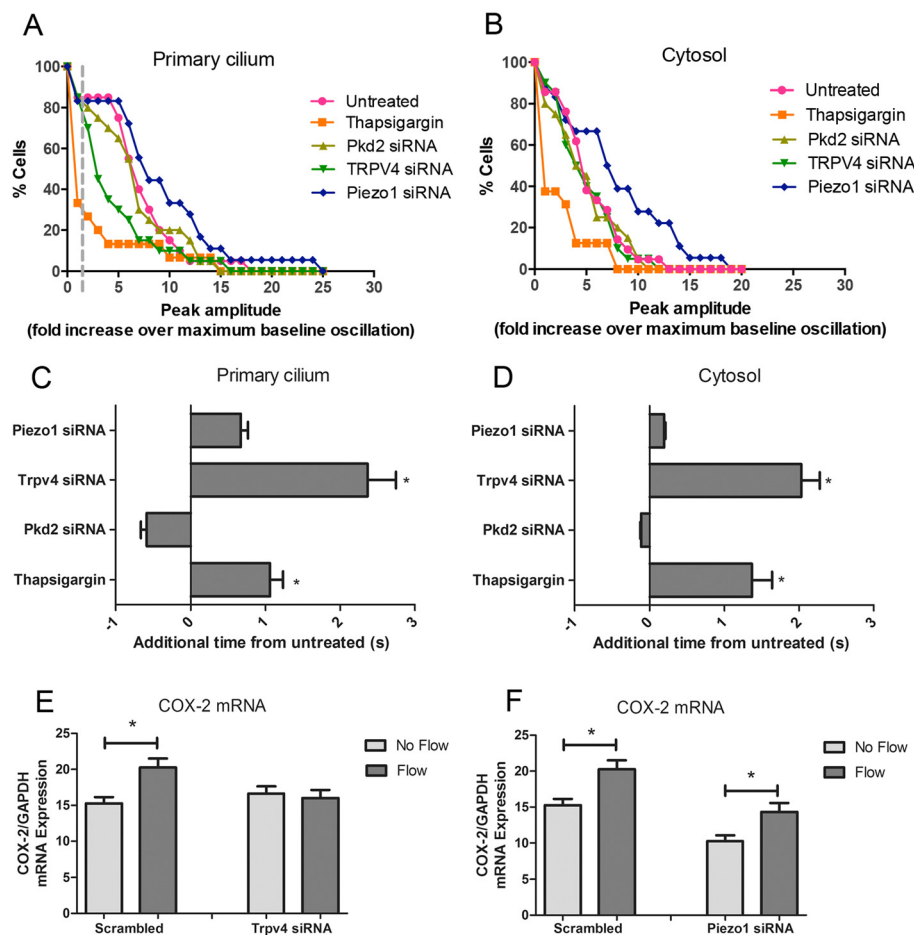 A
Primary cilium
% Cells
100
80
60
40
20
0
0
5
10
15
20
25
30
Untreated
Thapsigargin
Pkd2 siRNA
TRPV4 siRNA
Piezo1 siRNA
Peak amplitude
(fold increase over maximum baseline oscillation)
B
Cytosol
% Cells
100
80
60
40
20
0
0
5
10
15
20
25
30
Untreated
Thapsigargin
Pkd2 siRNA
TRPV4 siRNA
Piezo1 siRNA
Peak amplitude
(fold increase over maximum baseline oscillation)
C
Primary cilium
Piezo1 siRNA
Trpv4 siRNA
*
Pkd2 siRNA
Thapsigargin
*
-1
0
1
2
3
Additional time from untreated (s)
D
Cytosol
Piezo1 siRNA
Trpv4 siRNA
*
Pkd2 siRNA
Thapsigargin
*
-1
0
1
2
3
Additional time from untreated (s)
E
COX-2 mRNA
COX-2/GAPDH
mRNA Expression
25
20
15
10
5
0
*
No Flow
Flow
Scrambled
Trpv4 siRNA
F
COX-2 mRNA
COX-2/GAPDH
mRNA Expression
25
20
15
10
5
0
*
*
No Flow
Flow
Scrambled
Piezo1 siRNA